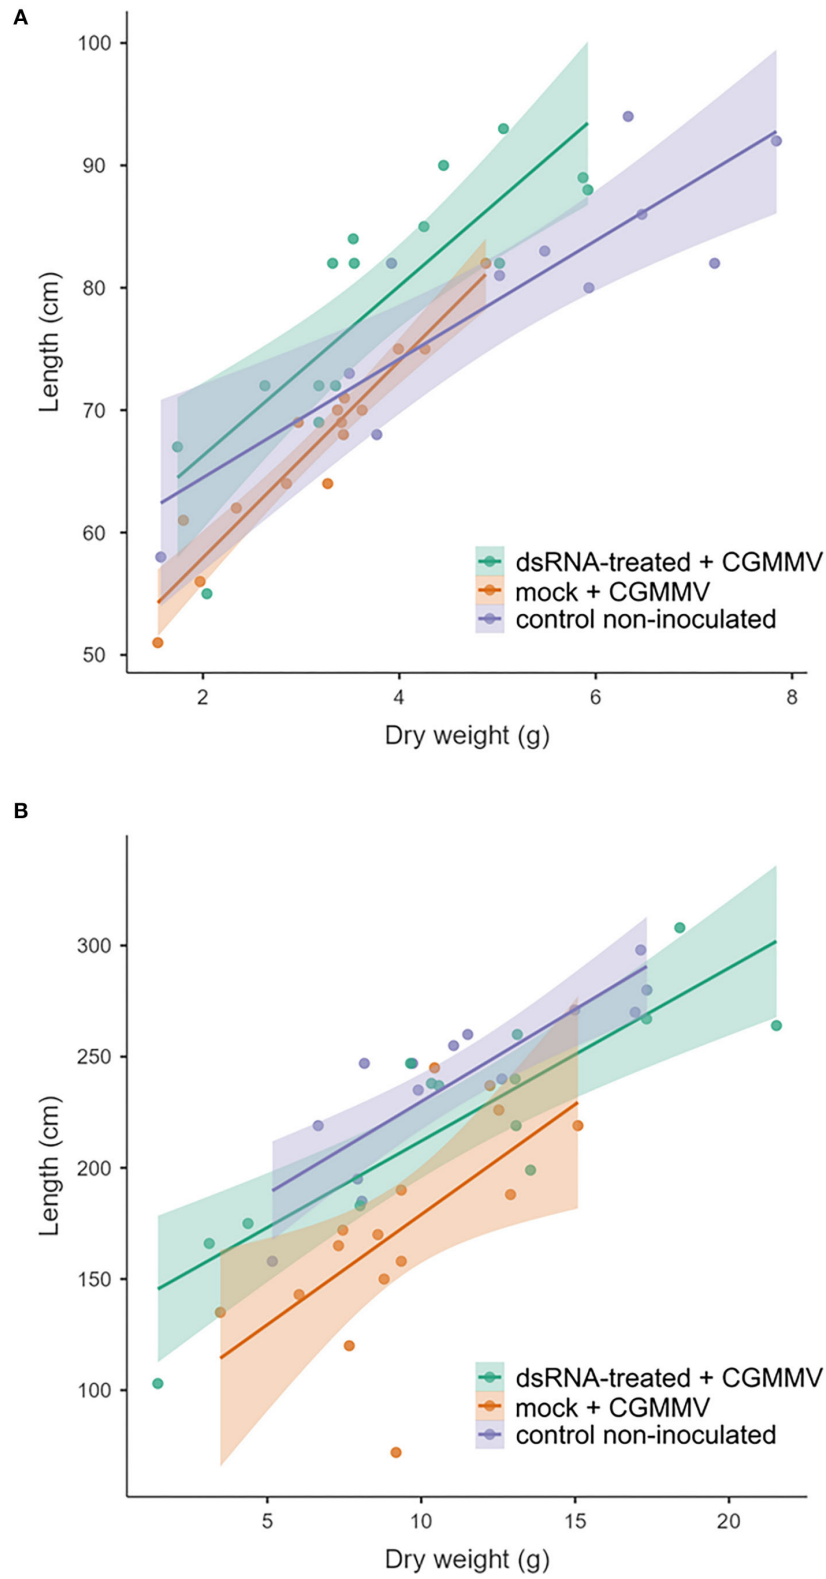 A
100
90
80
70
60
50
Length (cm)
dsRNA-treated + CGMMV
mock + CGMMV
control non-inoculated
2 4 6 8
Dry weight (g)
B
300
250
200
150
100
Length (cm)
dsRNA-treated + CGMMV
mock + CGMMV
control non-inoculated
5 10 15 20
Dry weight (g)